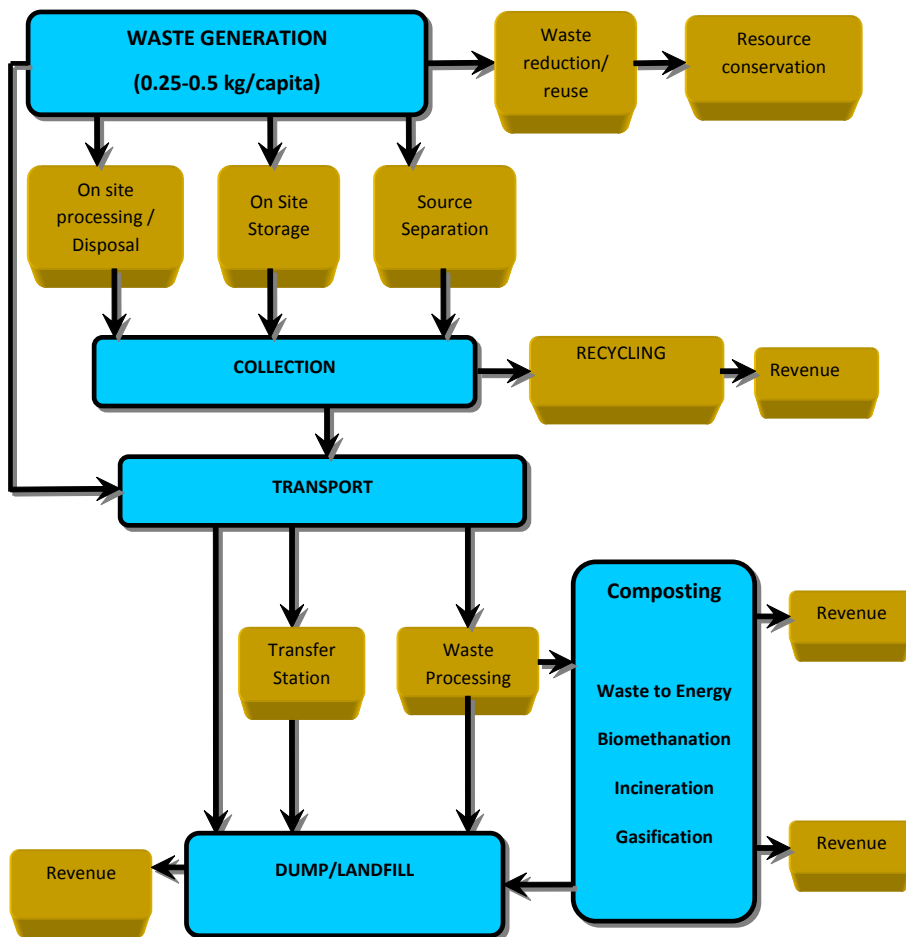 WASTE GENERATION
(0.25-0.5 kg/capita)
Waste
reduction/
reuse
Resource
conservation
On site
processing /
Disposal
On Site
Storage
Source
Separation
COLLECTION
RECYCLING
Revenue
TRANSPORT
Transfer
Station
Waste
Processing
Composting
Waste to Energy
Biomethanation
Incineration
Gasification
Revenue
Revenue
DUMP/LANDFILL
Revenue